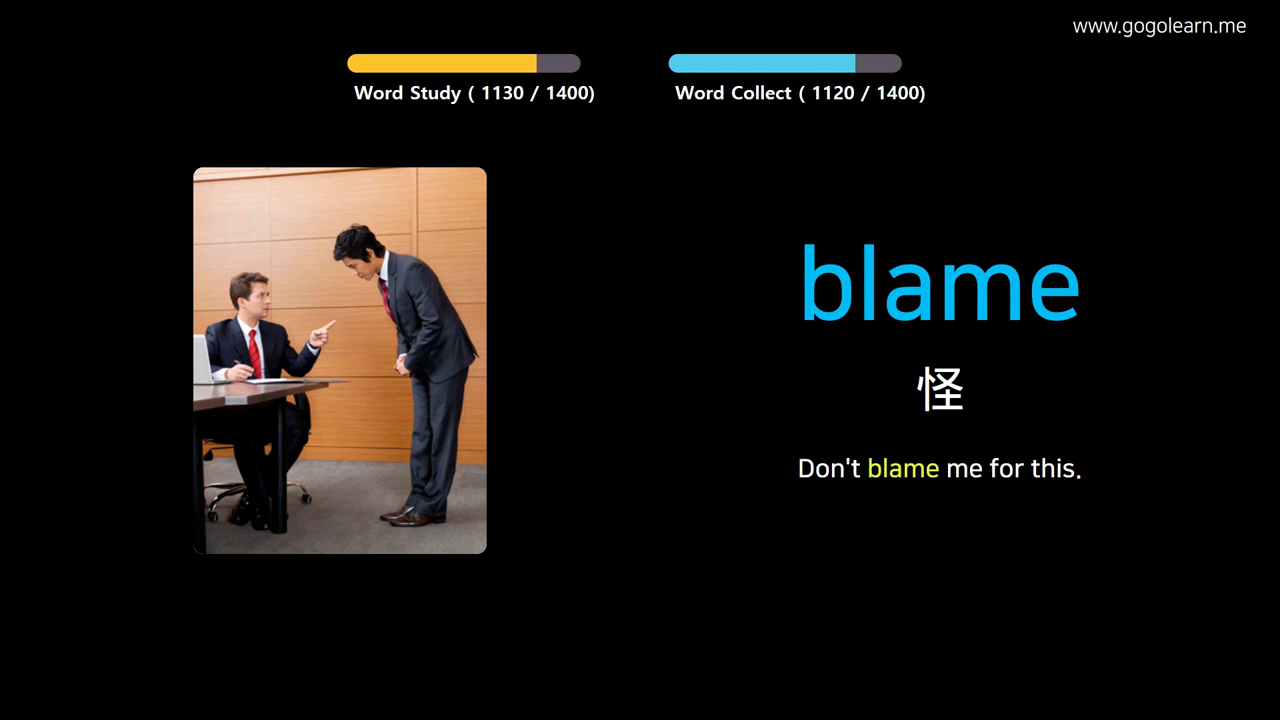 www.gogolearn.me
Word Study ( 1130 / 1400)
Word Collect ( 1120 / 1400)
blame
怪
Don't blame me for this.